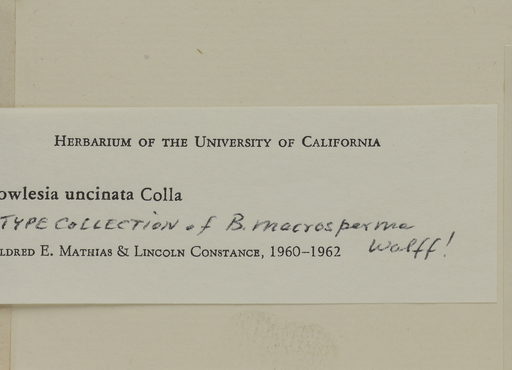 HERBARIUM OF THE UNIVERSITY OF CALIFORNIA
owlesia uncinata Colla
TYPE COLLECTION of B. macrosperma
Wolff!
LDRED E. MATHIAS & LINCOLN CONSTANCE, 1960–1962